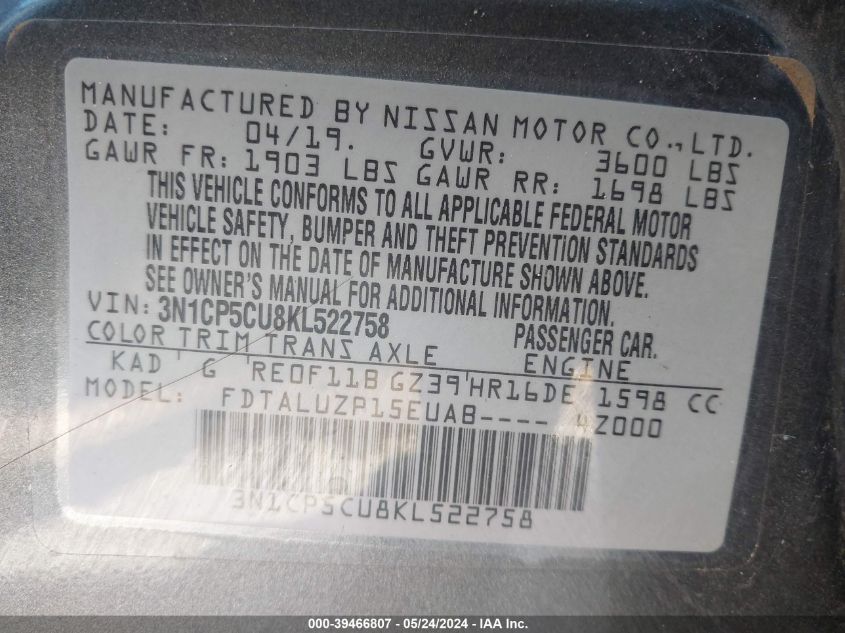 MANUFACTURED BY NISSAN MOTOR CO.,LTD.
DATE: 04/19. GVWR: 3600 LBS
GAWR FR: 1903 LBS GAWR RR: 1698 LBS
THIS VEHICLE CONFORMS TO ALL APPLICABLE FEDERAL MOTOR
VEHICLE SAFETY, BUMPER AND THEFT PREVENTION STANDARDS
IN EFFECT ON THE DATE OF MANUFACTURE SHOWN ABOVE.
SEE OWNER'S MANUAL FOR ADDITIONAL INFORMATION.
VIN: 3N1CP5CU8KL522758 PASSENGER CAR.
COLOR TRIM TRANS AXLE ENGINE
KAD G RE0F11B GZ39 HR16DE 1598 CC
MODEL: FDTALUZP15EUAB---- 4Z000
3N1CP5CU8KL522758
000-39466807 - 05/24/2024 - IAA Inc.